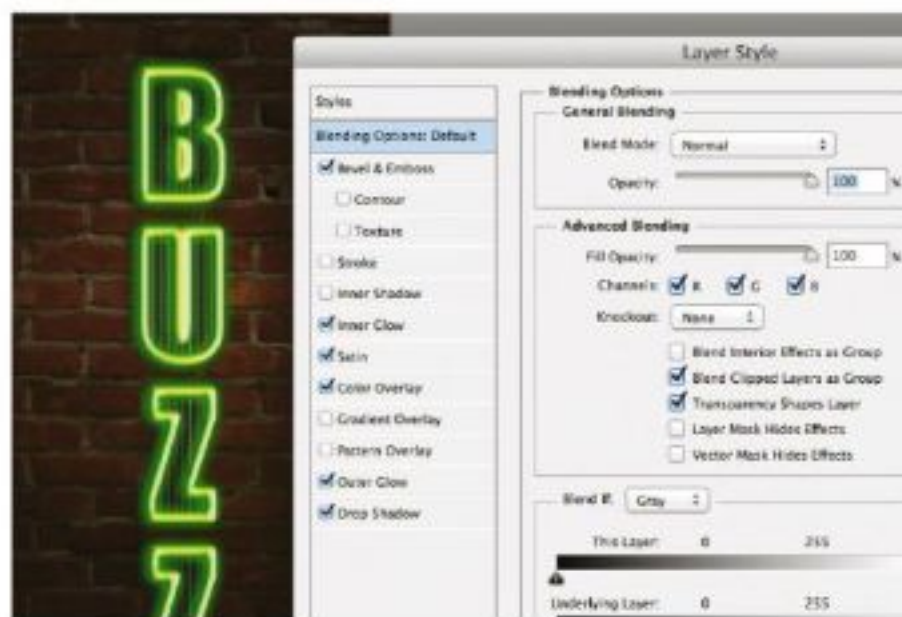 BUZZ
Layer Style
Styles
Blending Options: Default
Bevel & Emboss
Contour
Texture
Stroke
Inner Shadow
Inner Glow
Satin
Color Overlay
Gradient Overlay
Pattern Overlay
Outer Glow
Drop Shadow
Blending Options
General Blending
Blend Mode: Normal
Opacity: 100 %
Advanced Blending
Fill Opacity: 100 %
Channels: R G B
Knockout: None
Blend Interior Effects as Group
Blend Clipped Layers as Group
Transparency Shapes Layer
Layer Mask Hides Effects
Vector Mask Hides Effects
Blend If: Gray
This Layer: 0 255
Underlying Layer: 0 255